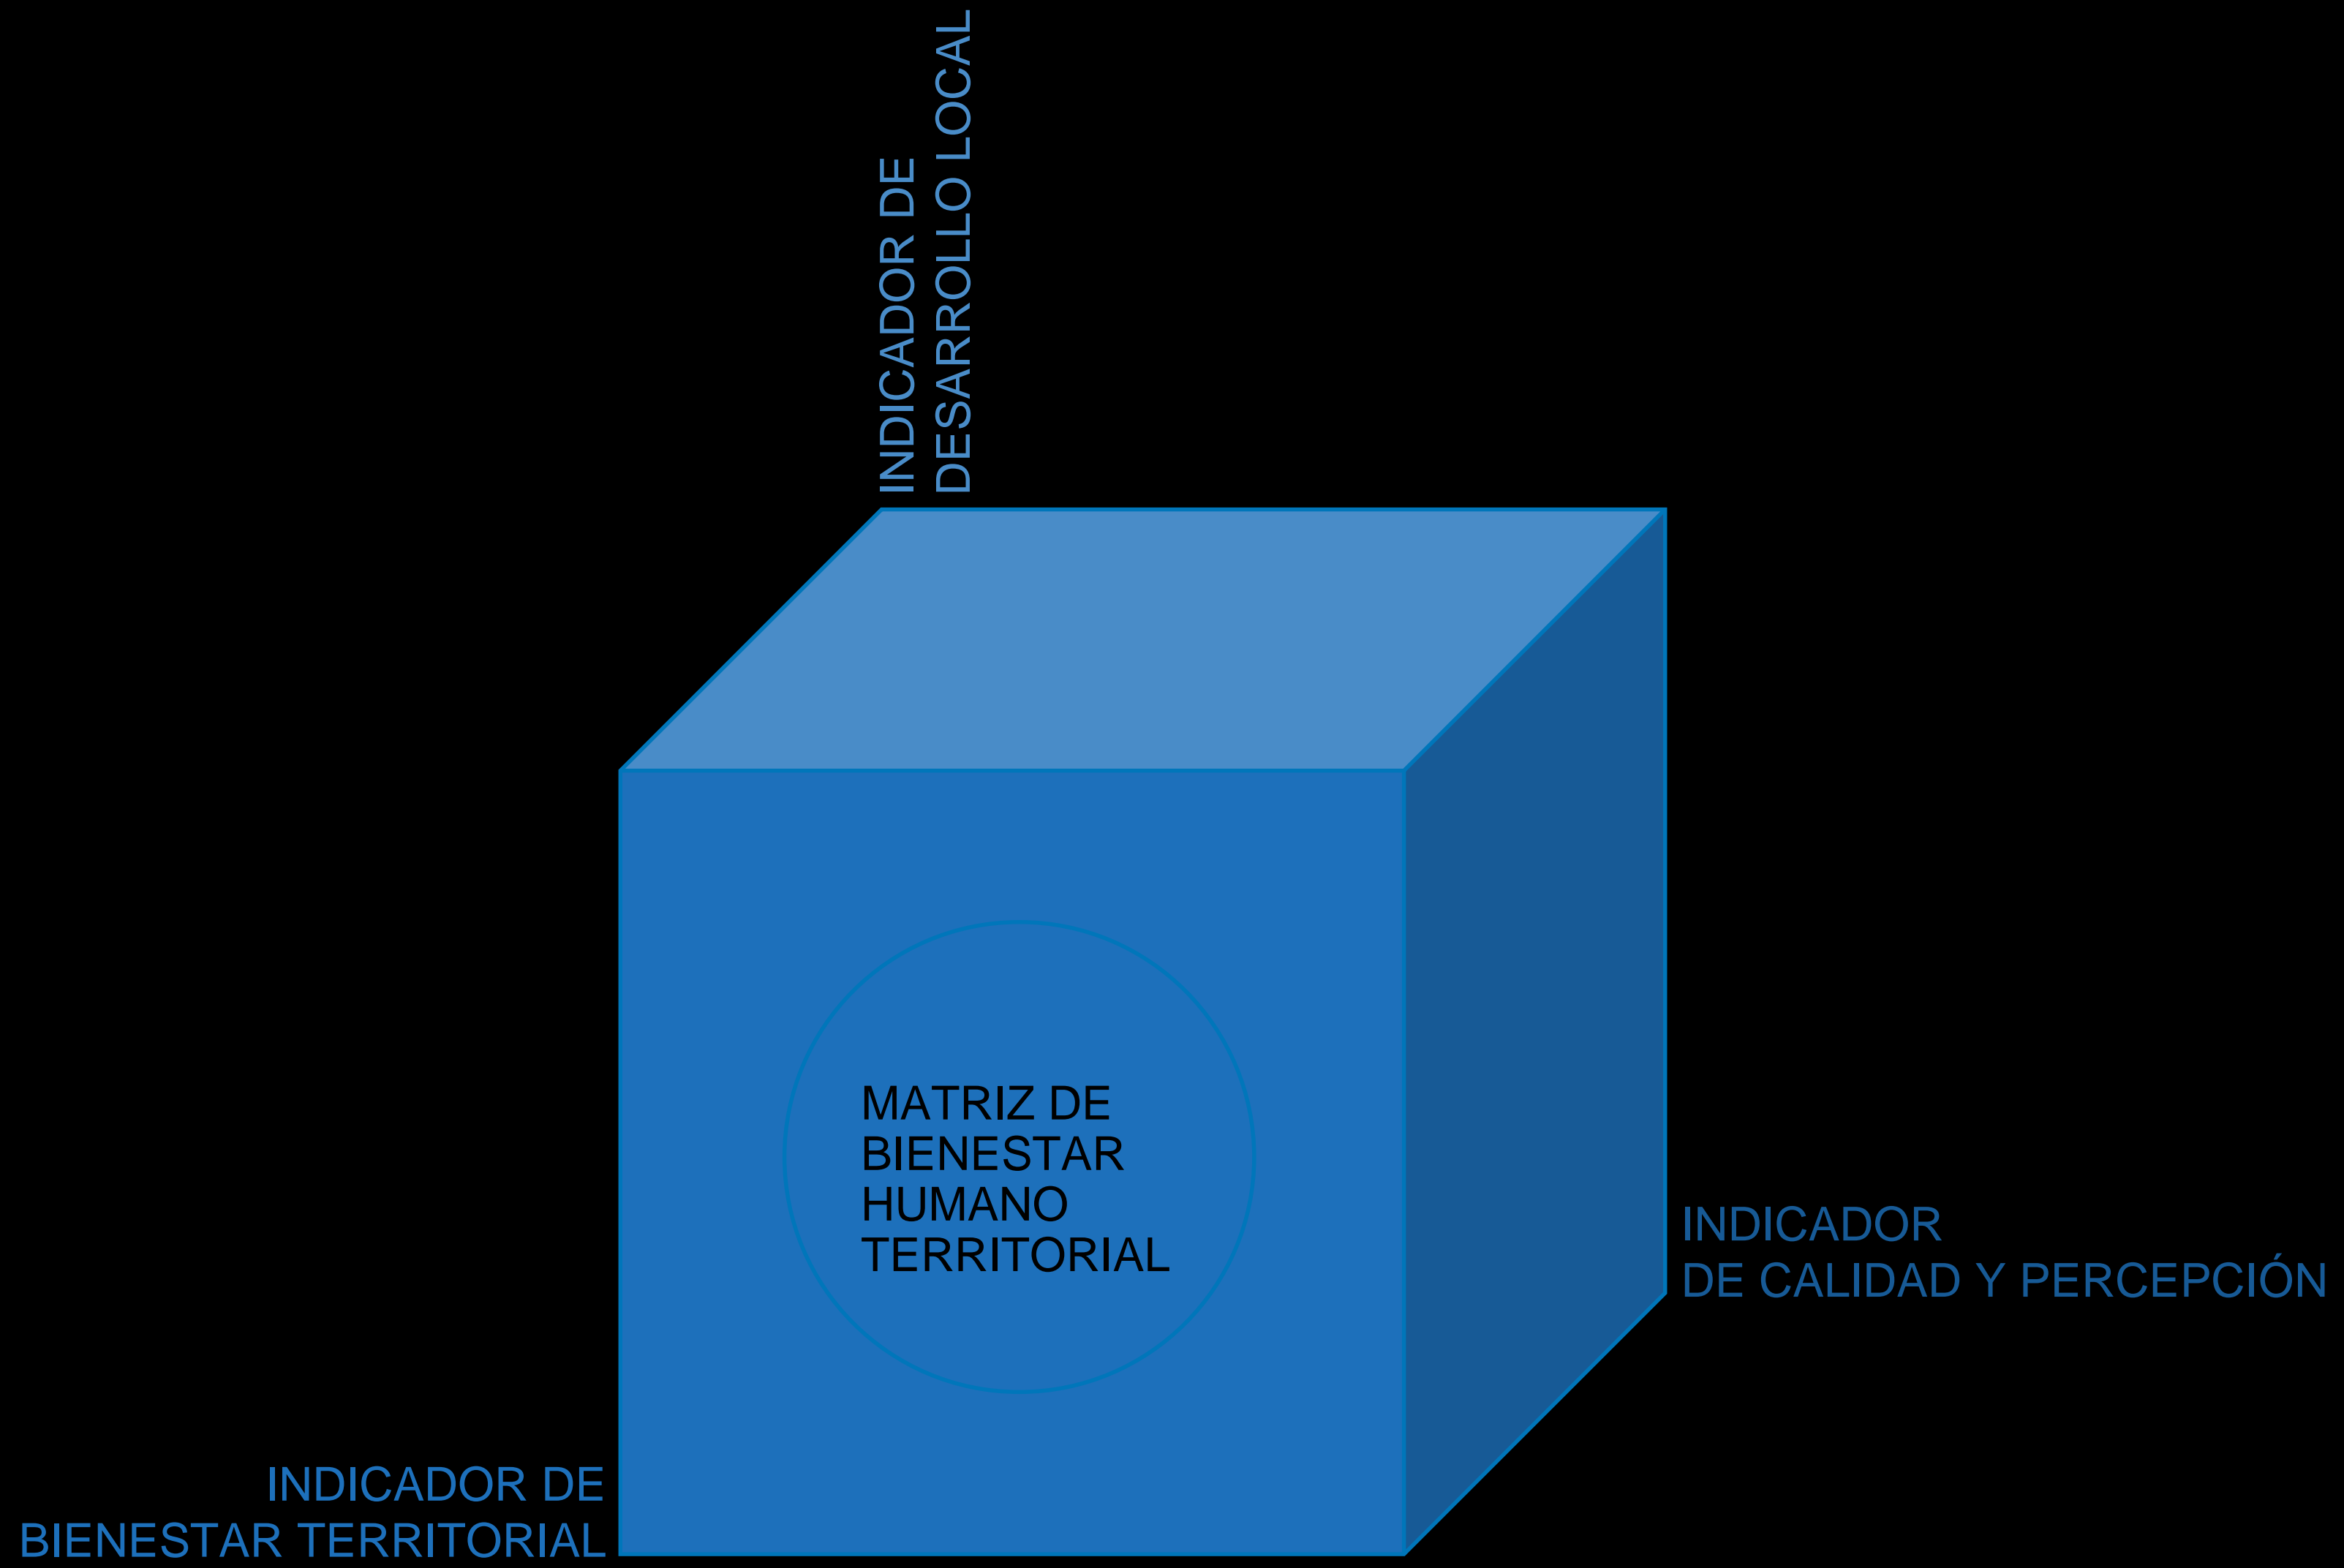 INDICADOR DE
DESARROLLO LOCAL
MATRIZ DE
BIENESTAR
HUMANO
TERRITORIAL
INDICADOR
DE CALIDAD Y PERCEPCIÓN
INDICADOR DE
BIENESTAR TERRITORIAL